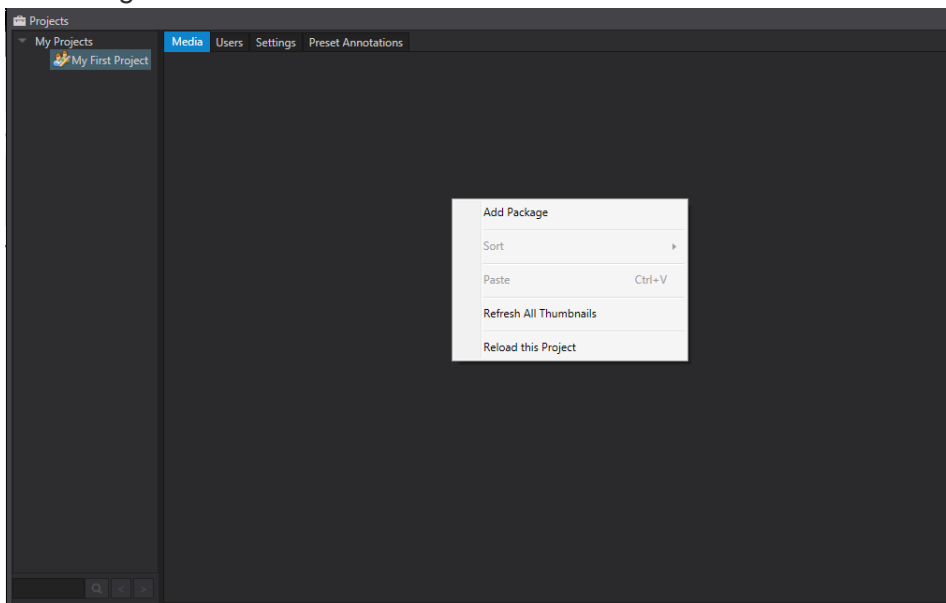 Projects
My Projects
My First Project
Media Users Settings Preset Annotations
Add Package
Sort
Paste Ctrl+V
Refresh All Thumbnails
Reload this Project
< >